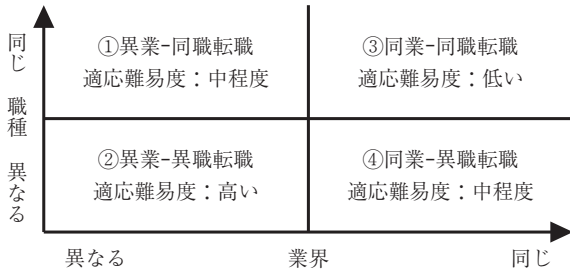 同じ 職種 異なる
①異業−同職転職
適応難易度：中程度
③同業−同職転職
適応難易度：低い
②異業−異職転職
適応難易度：高い
④同業−異職転職
適応難易度：中程度
異なる 業界 同じ